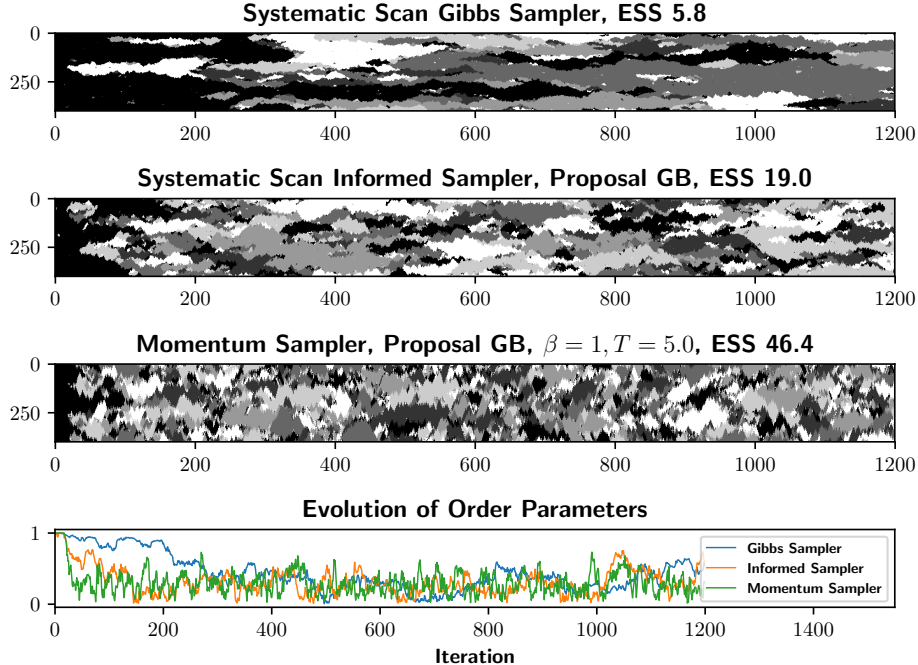 Systematic Scan Gibbs Sampler, ESS 5.8
0
250
0 200 400 600 800 1000 1200
Systematic Scan Informed Sampler, Proposal GB, ESS 19.0
0
250
0 200 400 600 800 1000 1200
Momentum Sampler, Proposal GB, β = 1, T = 5.0, ESS 46.4
0
250
0 200 400 600 800 1000 1200
Evolution of Order Parameters
1
Gibbs Sampler
Informed Sampler
Momentum Sampler
0
0 200 400 600 800 1000 1200 1400
Iteration